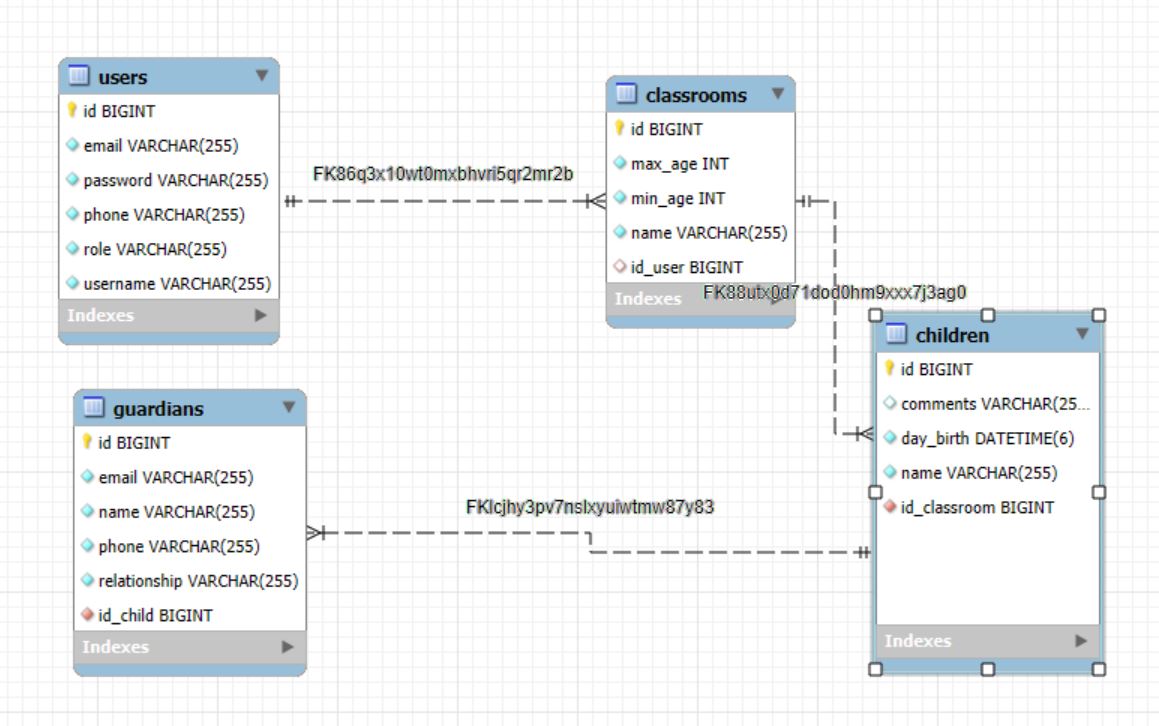 users
id BIGINT
email VARCHAR(255)
password VARCHAR(255)
phone VARCHAR(255)
role VARCHAR(255)
username VARCHAR(255)
Indexes
FK86q3x10wt0mxbhvri5qr2mr2b
classrooms
id BIGINT
max_age INT
min_age INT
name VARCHAR(255)
id_user BIGINT
Indexes
FK88utx0d71dod0hm9xxx7j3ag0
children
id BIGINT
comments VARCHAR(25...
day_birth DATETIME(6)
name VARCHAR(255)
id_classroom BIGINT
Indexes
guardians
id BIGINT
email VARCHAR(255)
name VARCHAR(255)
phone VARCHAR(255)
relationship VARCHAR(255)
id_child BIGINT
Indexes
FKlcjhy3pv7nslxyuiwtmw87y83